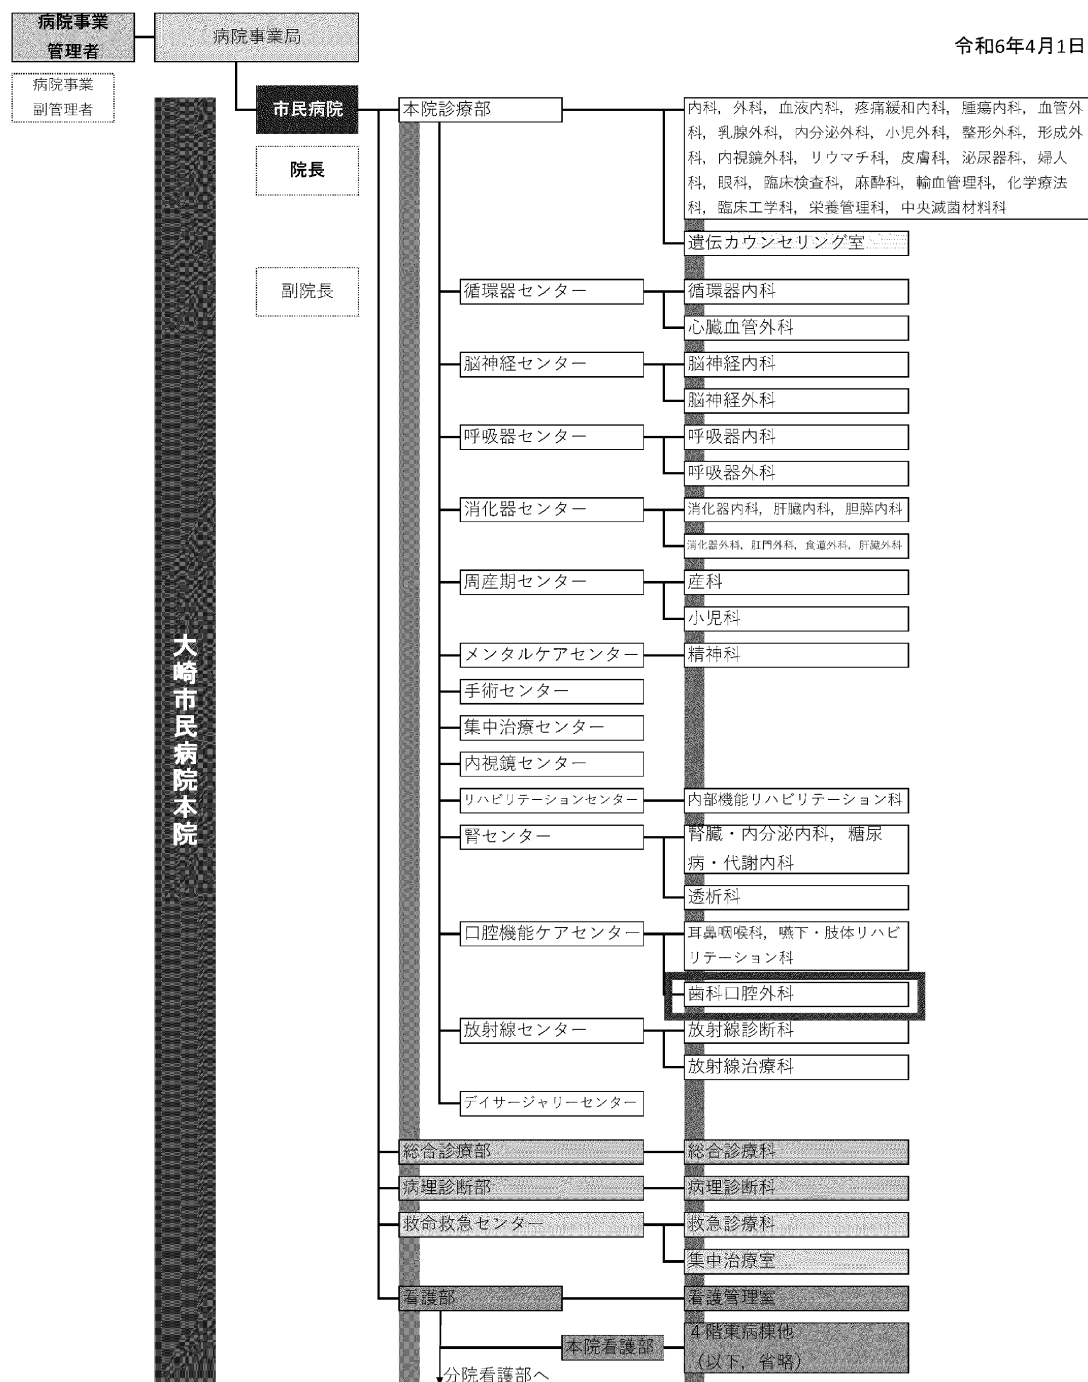 病院事業
管理者
病院事業局
令和6年4月1日
病院事業
副管理者
大崎市民病院本院
市民病院
院長
副院長
本院診療部
内科，外科，血液内科，疼痛緩和内科，腫瘍内科，血管外
科，乳腺外科，内分泌外科，小児外科，整形外科，形成外
科，内視鏡外科，リウマチ科，皮膚科，泌尿器科，婦人
科，眼科，臨床検査科，麻酔科，輸血管理科，化学療法
科，臨床工学科，栄養管理科，中央滅菌材料科
遺伝カウンセリング室
循環器センター
循環器内科
心臓血管外科
脳神経センター
脳神経内科
脳神経外科
呼吸器センター
呼吸器内科
呼吸器外科
消化器センター
消化器内科，肝臓内科，胆膵内科
消化器外科，肛門外科，食道外科，肝臓外科
周産期センター
産科
小児科
メンタルケアセンター
精神科
手術センター
集中治療センター
内視鏡センター
リハビリテーションセンター
内部機能リハビリテーション科
腎センター
腎臓・内分泌内科，糖尿
病・代謝内科
透析科
口腔機能ケアセンター
耳鼻咽喉科，嚥下・肢体リハビ
リテーション科
歯科口腔外科
放射線センター
放射線診断科
放射線治療科
デイサージャリーセンター
総合診療部
総合診療科
病理診断部
病理診断科
救命救急センター
救急診療科
集中治療室
看護部
看護管理室
本院看護部
４階東病棟他
（以下，省略）
分院看護部へ